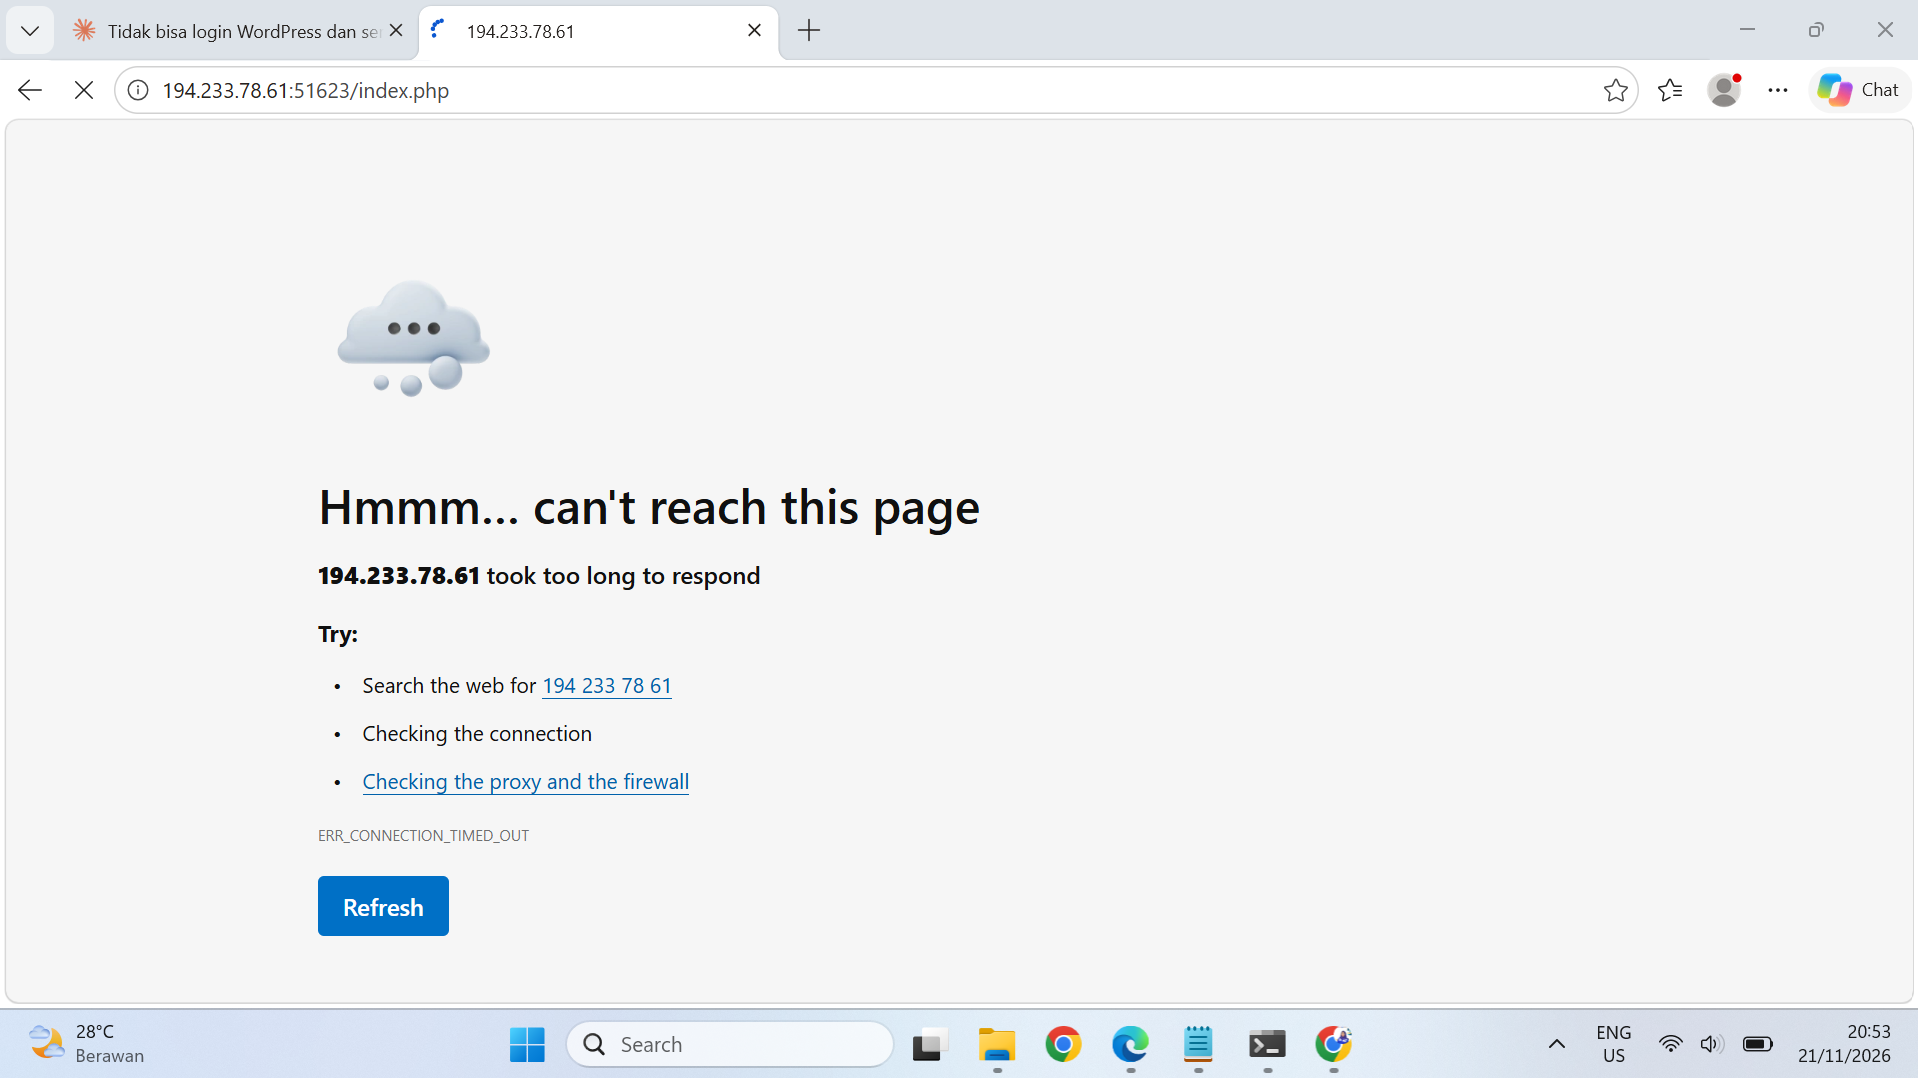 Tidak bisa login WordPress dan se
194.233.78.61
194.233.78.61:51623/index.php
Chat
Hmmm... can't reach this page
194.233.78.61 took too long to respond
Try:
• Search the web for 194 233 78 61
• Checking the connection
• Checking the proxy and the firewall
ERR_CONNECTION_TIMED_OUT
Refresh
28°C
Berawan
Search
ENG
US
20:53
21/11/2026